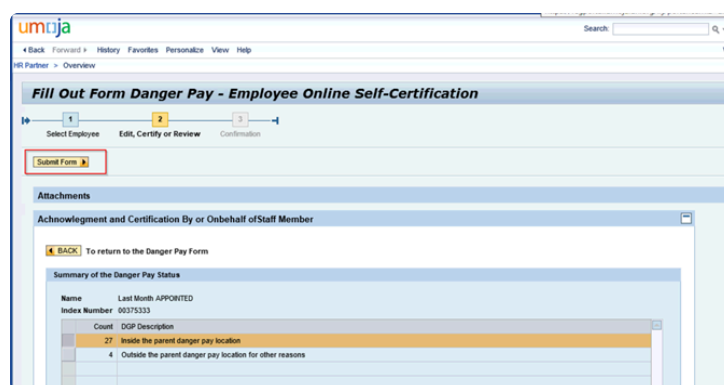 umoja
Search:
Back Forward History Favorites Personalize View Help
HR Partner > Overview
Fill Out Form Danger Pay - Employee Online Self-Certification
1 2 3
Select Employee Edit, Certify or Review Confirmation
Submit Form
Attachments
Achnowlegment and Certification By or Onbehalf ofStaff Member
BACK To return to the Danger Pay Form
Summary of the Danger Pay Status
Name Last Month APPOINTED
Index Number 00375333
Count DGP Description
27 Inside the parent danger pay location
4 Outside the parent danger pay location for other reasons